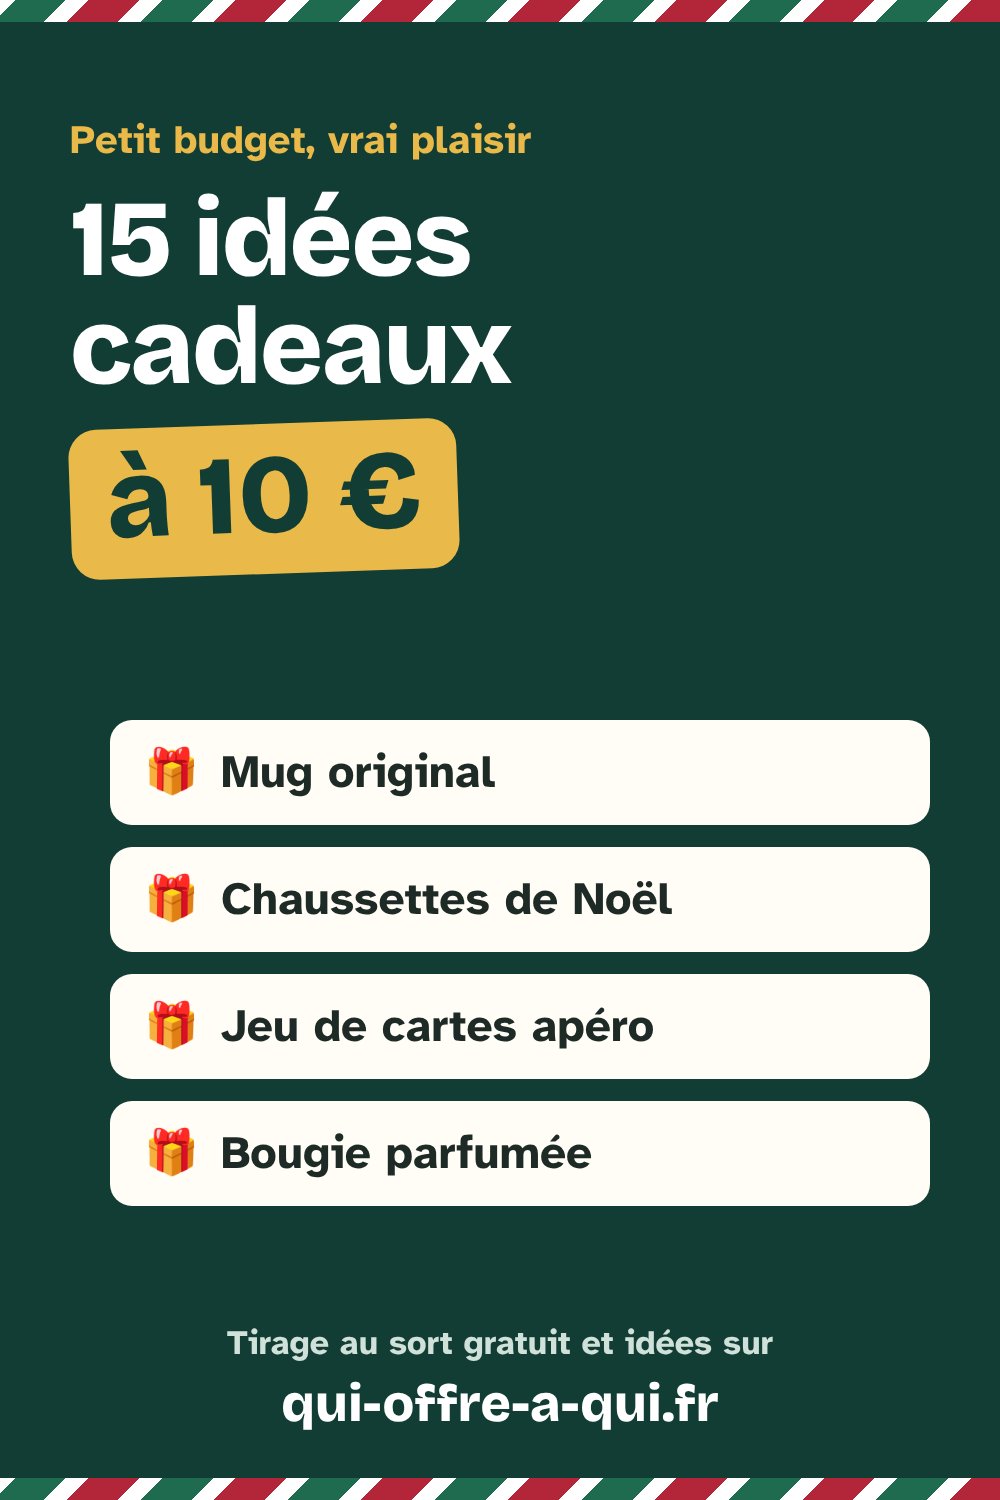 Petit budget, vrai plaisir
15 idées
cadeaux
à 10 €
Mug original
Chaussettes de Noël
Jeu de cartes apéro
Bougie parfumée
Tirage au sort gratuit et idées sur
qui-offre-a-qui.fr